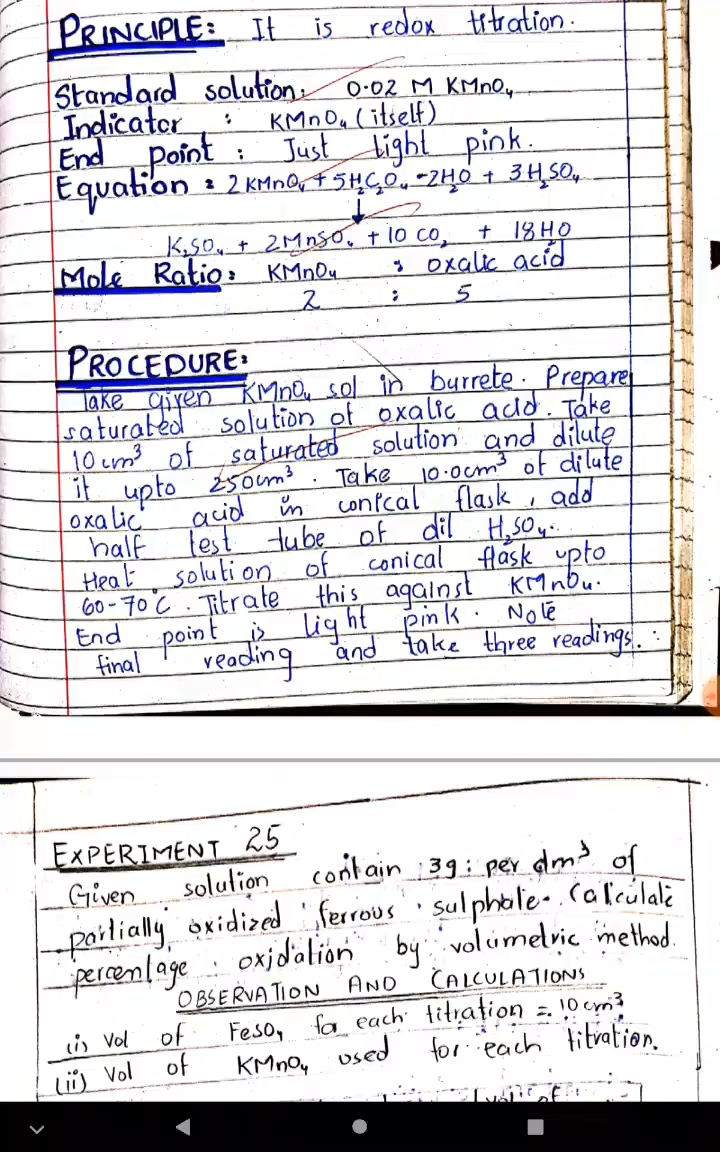 PRINCIPLE: It is redox titration.
Standard solution: 0.02 M KMnO₄
Indicator : KMnO₄ (itself)
End point : Just light pink.
Equation : 2KMnO₄ + 5H₂C₂O₄ - 2H₂O + 3H₂SO₄
↓
K₂SO₄ + 2MnSO₄ + 10 CO₂ + 18HO
Mole Ratio: KMnO₄ : oxalic acid
2 : 5
PROCEDURE:
Take given KMnO₄ sol in burrete. Prepare
saturated solution of oxalic acid. Take
10 cm³ of saturated solution and dilute
it upto 250cm³. Take 10.0cm³ of dilute
oxalic acid in conical flask, add
half test tube of dil H₂SO₄.
Heat solution of conical flask upto
60-70°C. Titrate this against KMnO₄.
End point is light pink. Note
final reading and take three readings.
EXPERIMENT 25
Given solution contain 3g per dm³ of
partially oxidized ferrous sulphate. Calculate
percentage oxidation by volumetric method.
OBSERVATION AND CALCULATIONS
(i) Vol of FeSO₄ for each titration = 10cm³
(ii) Vol of KMnO₄ used for each titration.